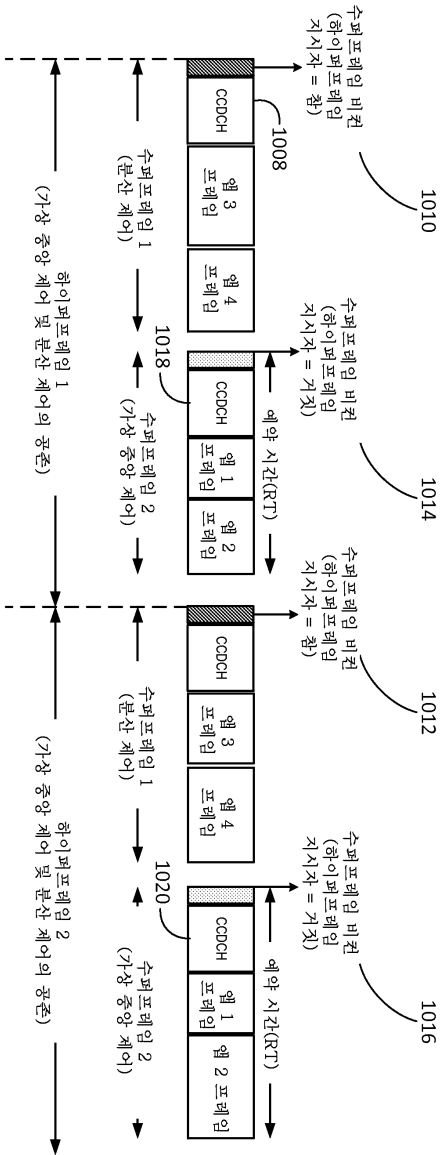 1010
수퍼프레임 비컨
(하이퍼프레임
지시자 = 참)
1014
수퍼프레임 비컨
(하이퍼프레임
지시자 = 거짓)
1012
수퍼프레임 비컨
(하이퍼프레임
지시자 = 참)
1016
수퍼프레임 비컨
(하이퍼프레임
지시자 = 거짓)
1008
예약 시간(RT)
예약 시간(RT)
CCDCH
앱 3
프레임
앱 4
프레임
CCDCH
앱 1
프레임
앱 2
프레임
CCDCH
앱 3
프레임
앱 4
프레임
CCDCH
앱 1
프레임
앱 2 프레임
1018
1020
수퍼프레임 1
(분산 제어)
수퍼프레임 2
(가상 중앙 제어)
수퍼프레임 1
(분산 제어)
수퍼프레임 2
(가상 중앙 제어)
하이퍼프레임 1
(가상 중앙 제어 및 분산 제어의 공존)
하이퍼프레임 2
(가상 중앙 제어 및 분산 제어의 공존)